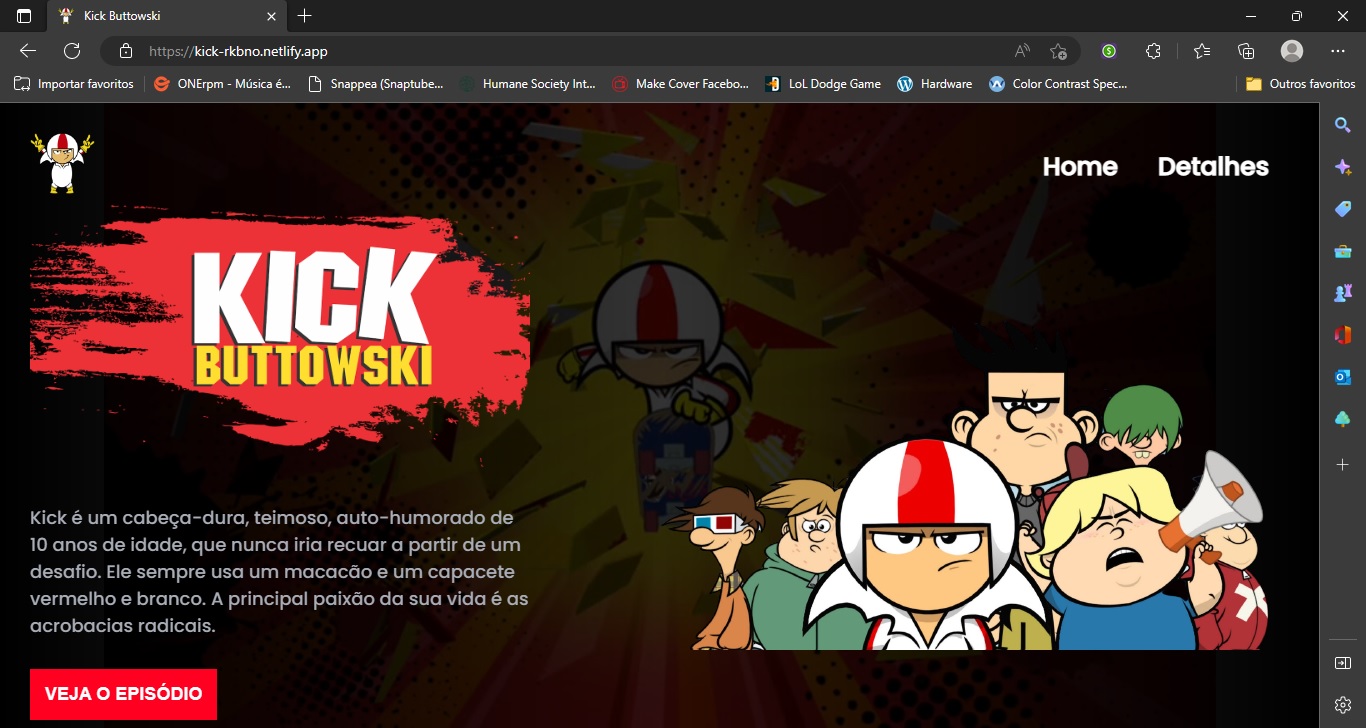 Kick Buttowski
https://kick-rkbno.netlify.app
Importar favoritos
ONErpm - Música é...
Snappea (Snaptube...
Humane Society Int...
Make Cover Facebo...
LoL Dodge Game
Hardware
Color Contrast Spec...
Outros favoritos
Home
Detalhes
KICK
BUTTOWSKI
Kick é um cabeça-dura, teimoso, auto-humorado de
10 anos de idade, que nunca iria recuar a partir de um
desafio. Ele sempre usa um macacão e um capacete
vermelho e branco. A principal paixão da sua vida é as
acrobacias radicais.
VEJA O EPISÓDIO